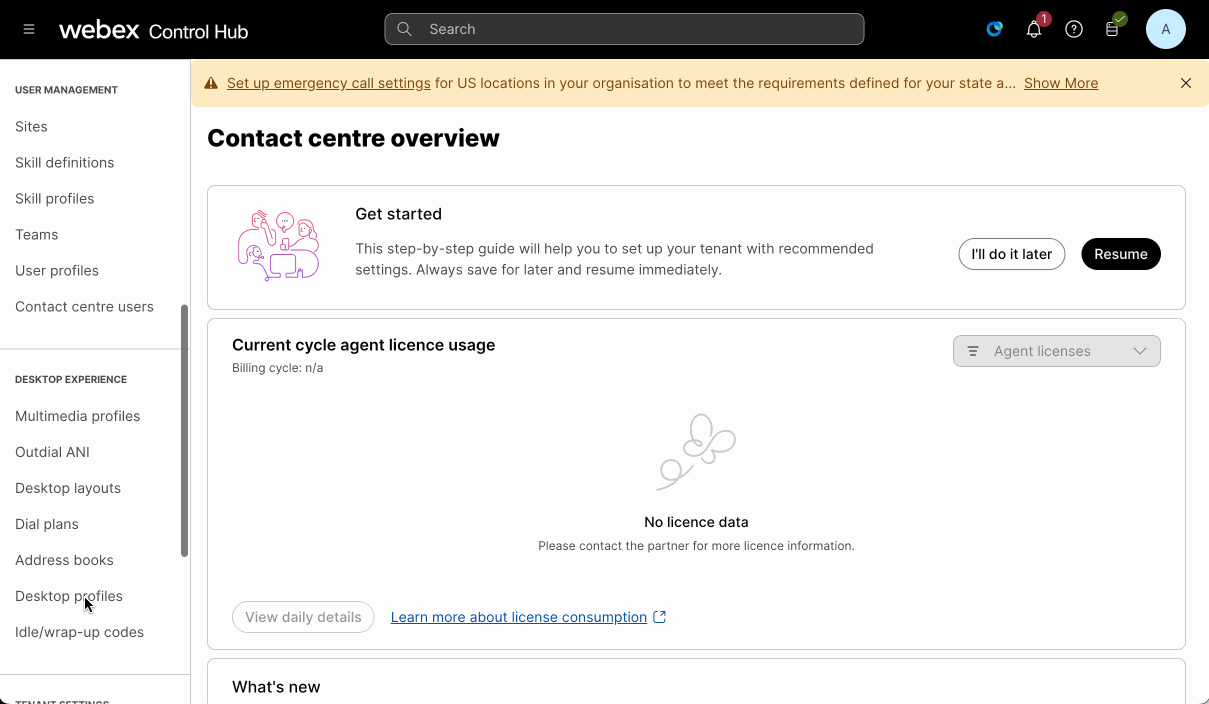 webex Control Hub
Search
1
A
USER MANAGEMENT
Sites
Skill definitions
Skill profiles
Teams
User profiles
Contact centre users
DESKTOP EXPERIENCE
Multimedia profiles
Outdial ANI
Desktop layouts
Dial plans
Address books
Desktop profiles
Idle/wrap-up codes
TENANT SETTINGS
Set up emergency call settings for US locations in your organisation to meet the requirements defined for your state a... Show More
Contact centre overview
Get started
This step-by-step guide will help you to set up your tenant with recommended
settings. Always save for later and resume immediately.
I'll do it later
Resume
Current cycle agent licence usage
Billing cycle: n/a
Agent licenses
No licence data
Please contact the partner for more licence information.
View daily details
Learn more about license consumption
What's new